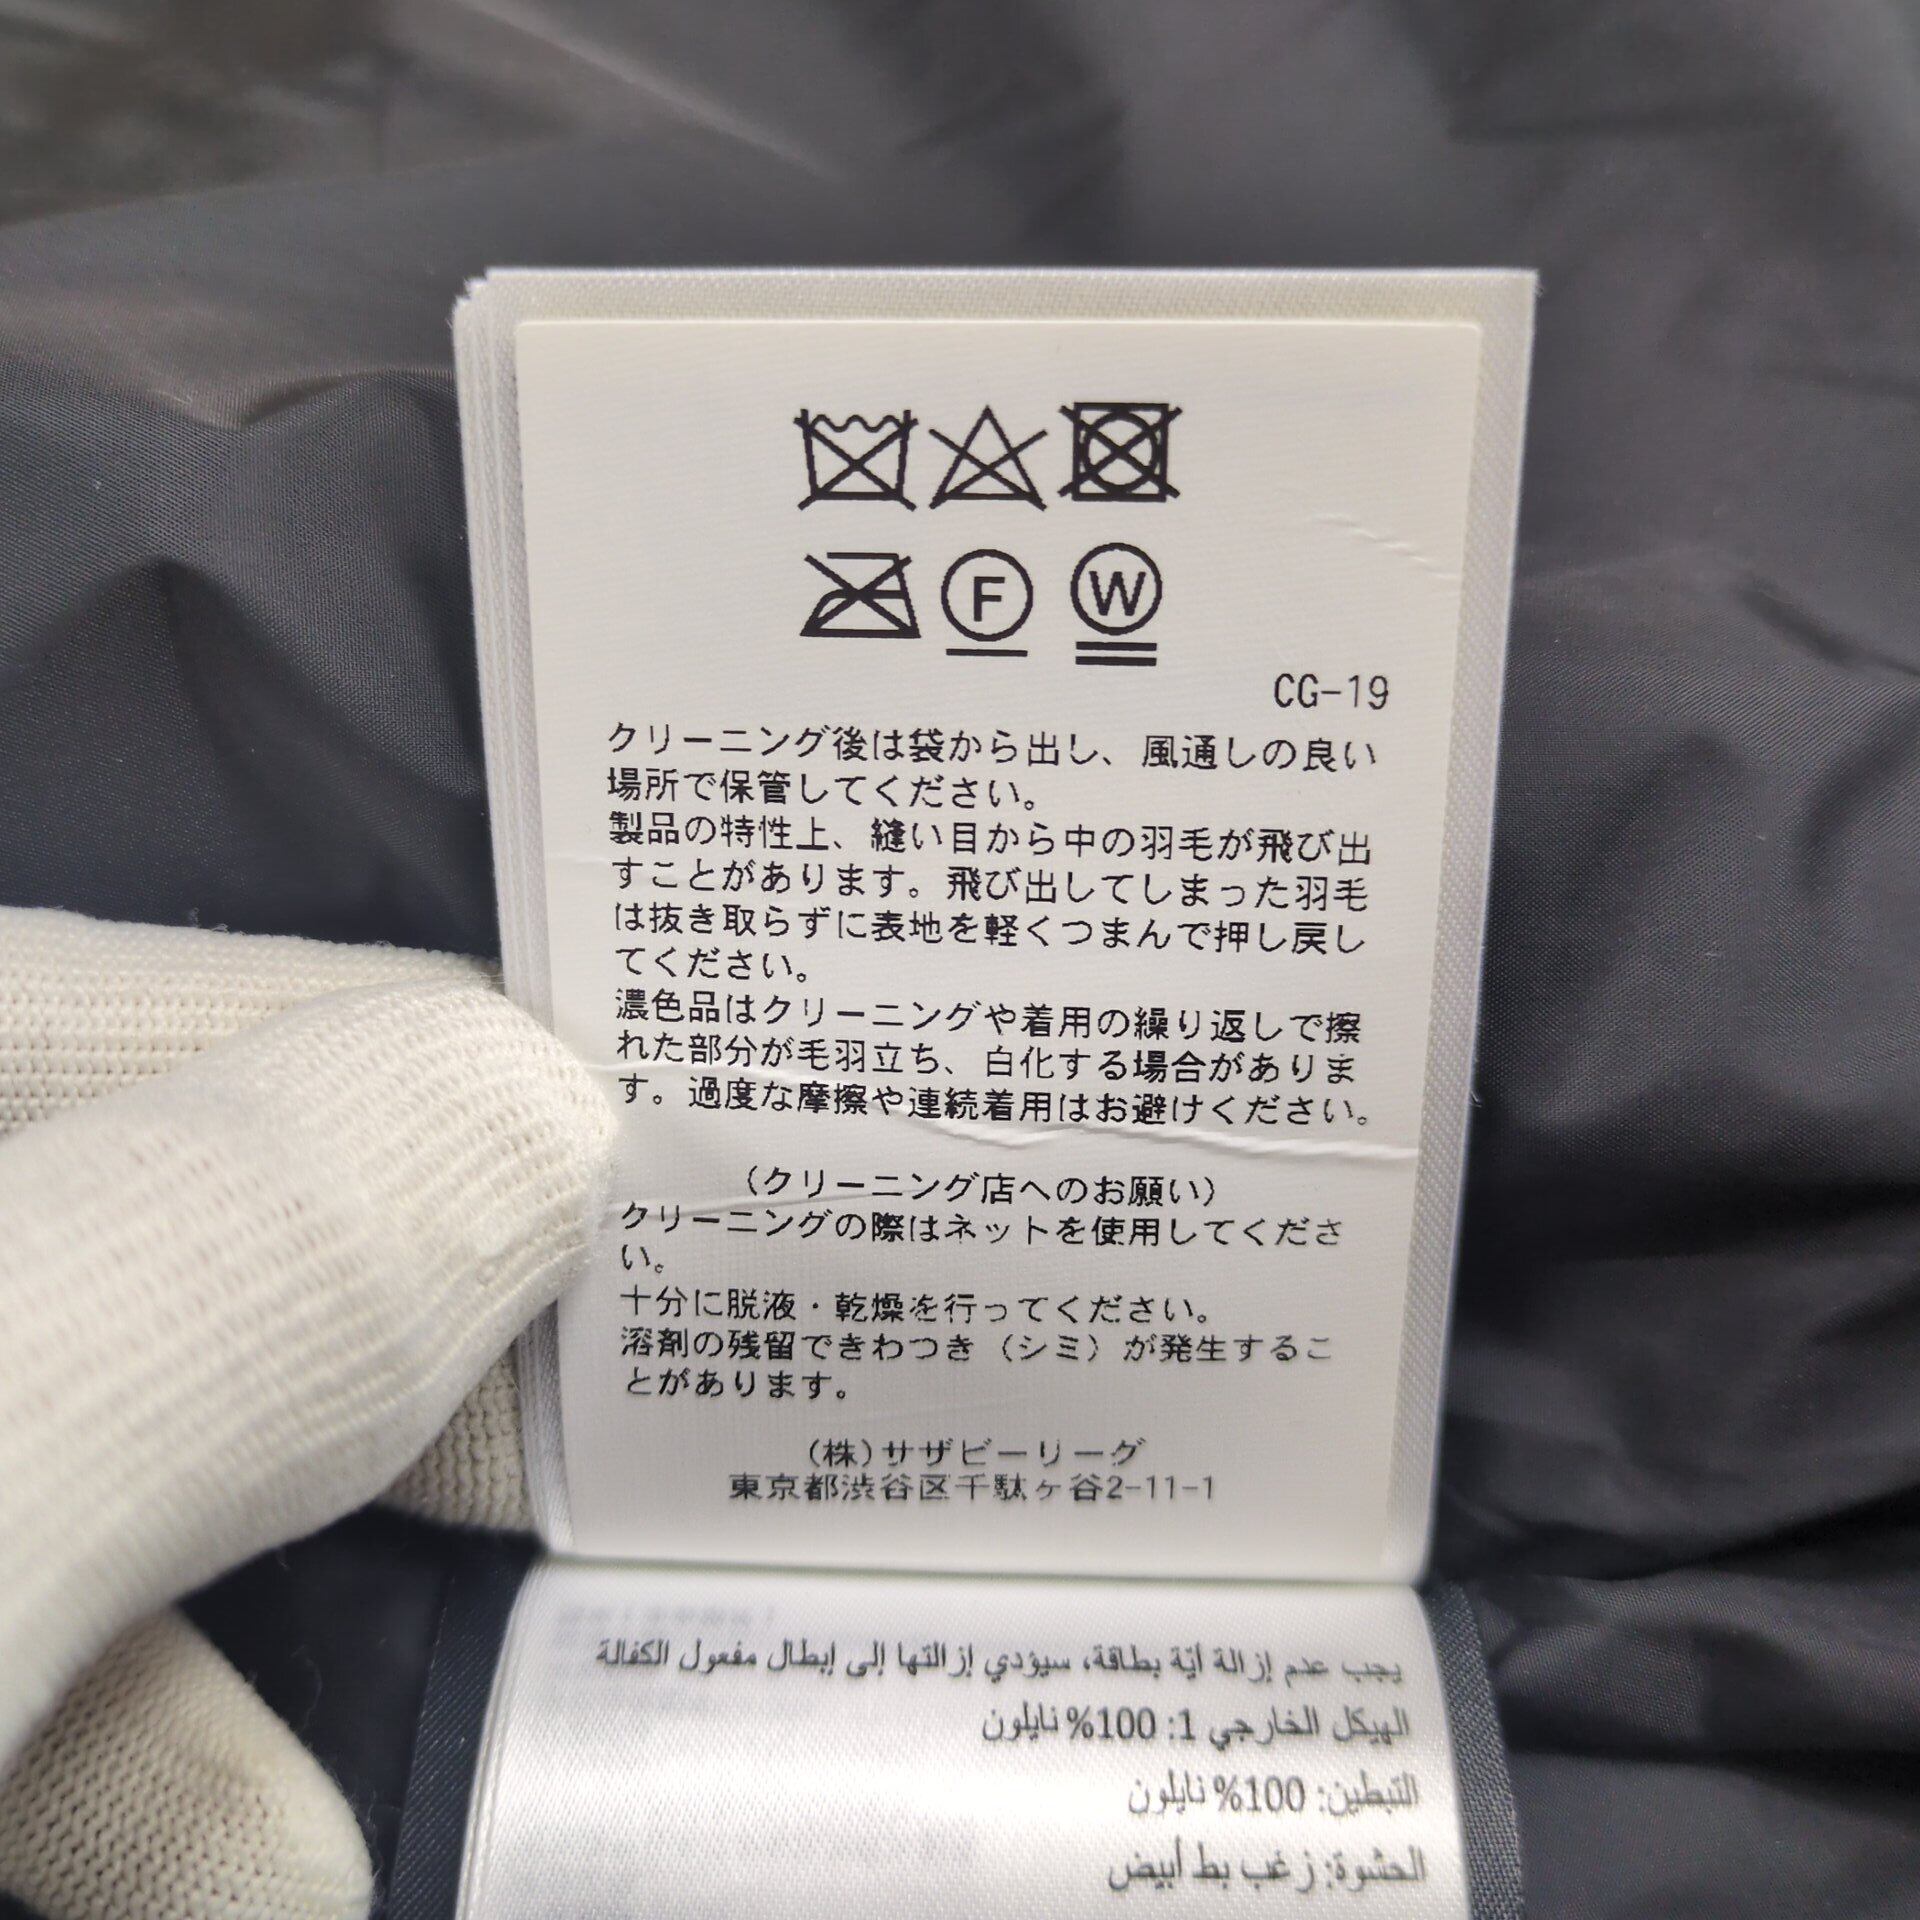 F
W
CG-19
クリーニング後は袋から出し、風通しの良い
場所で保管してください。
製品の特性上、縫い目から中の羽毛が飛び出
すことがあります。飛び出してしまった羽毛
は抜き取らずに表地を軽くつまんで押し戻し
てください。
濃色品はクリーニングや着用の繰り返しで擦
れた部分が毛羽立ち、白化する場合がありま
す。過度な摩擦や連続着用はお避けください。
(クリーニング店へのお願い)
クリーニングの際はネットを使用してくださ
い。
十分に脱液・乾燥を行ってください。
溶剤の残留できわつき(シミ)が発生するこ
とがあります。
(株)サザビーリーグ
東京都渋谷区千駄ヶ谷2-11-1
يجب عدم إزالة أيّة بطاقة، سيؤدي إزالتها إلى إبطال مفعول الكفالة
الهيكل الخارجي 1: 100% نايلون
التبطين: 100% نايلون
الحشوة: زغب بط أبيض